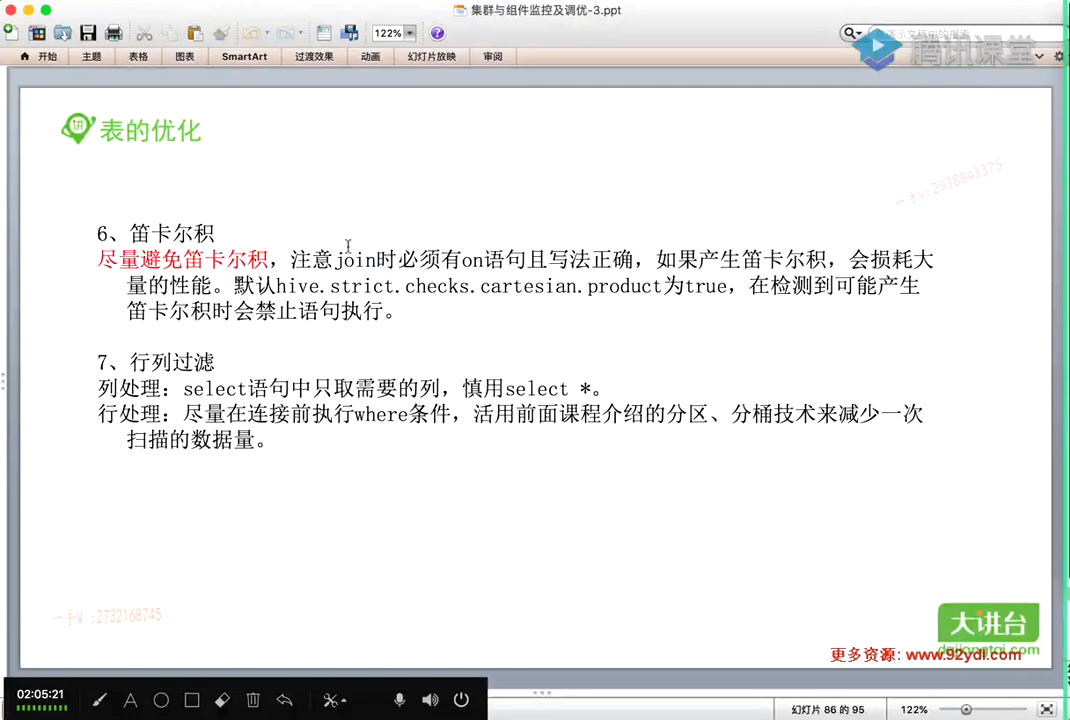 集群与组件监控及调优-3.ppt
122%
腾讯课堂
开始 主题 表格 图表 SmartArt 过渡效果 动画 幻灯片放映 审阅
讲 表的优化
一手v:2938843375
6、笛卡尔积
尽量避免笛卡尔积，注意join时必须有on语句且写法正确，如果产生笛卡尔积，会损耗大
量的性能。默认hive.strict.checks.cartesian.product为true，在检测到可能产生
笛卡尔积时会禁止语句执行。
7、行列过滤
列处理：select语句中只取需要的列，慎用select *。
行处理：尽量在连接前执行where条件，活用前面课程介绍的分区、分桶技术来减少一次
扫描的数据量。
一手V :2732168745
大讲台
dajiangtai.com
更多资源：www.92ydl.com
02:05:21
幻灯片 86 的 95 122%